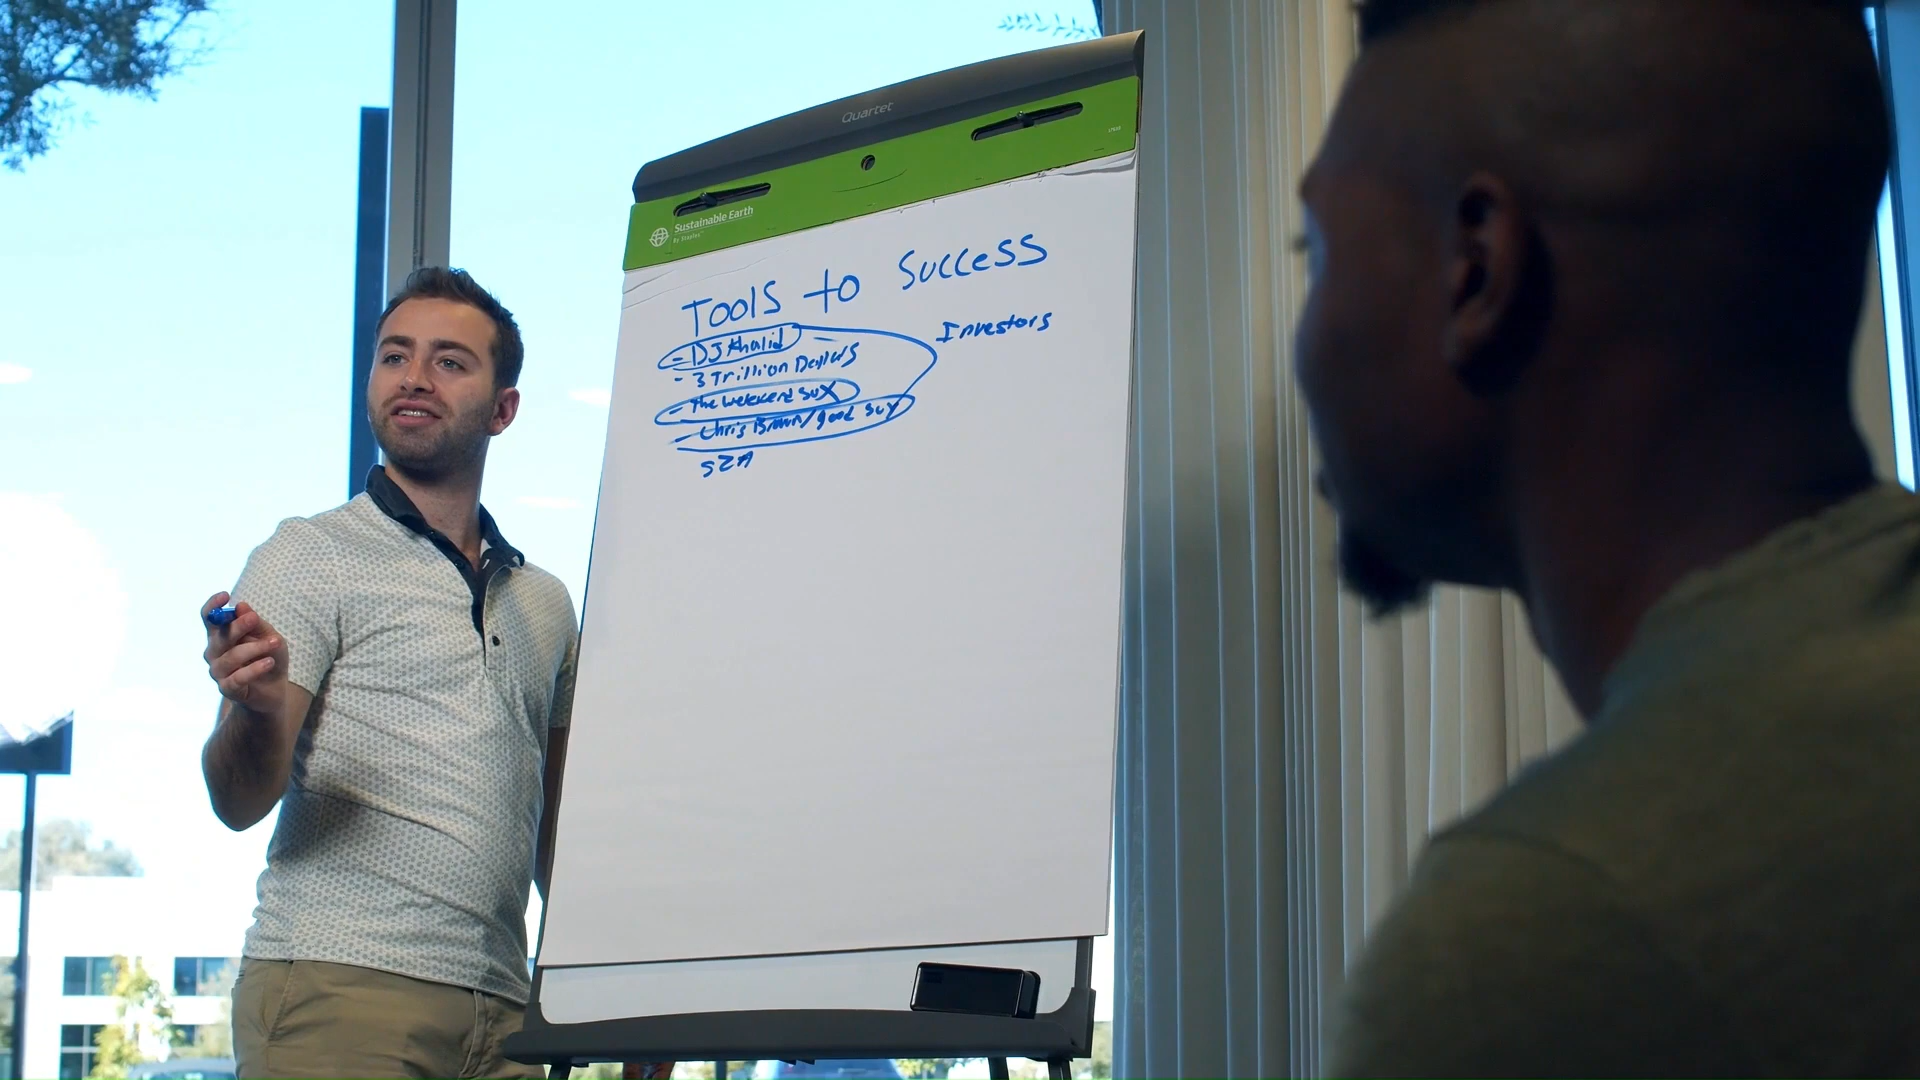 Quartet
Sustainable Earth
By Staples
Tools to Success
Investors
- DJ Khalid
- 3 Trillion Dollars
- The weekend sux
- Chris Brown/good guy
SZA